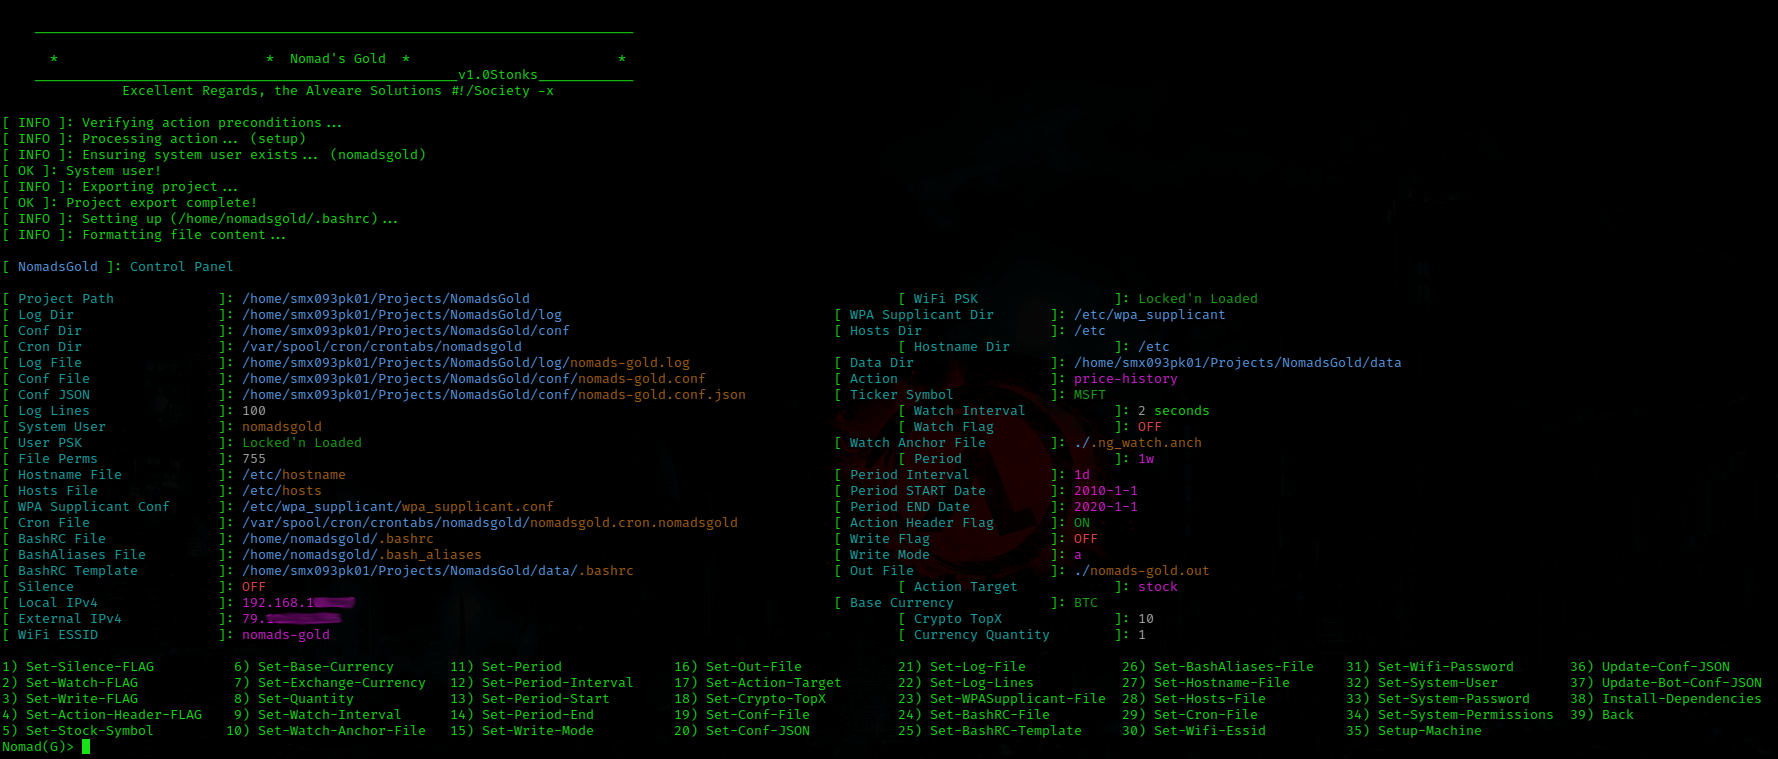 * * Nomad's Gold * *
v1.0Stonks
Excellent Regards, the Alveare Solutions #!/Society -x
[ INFO ]: Verifying action preconditions...
[ INFO ]: Processing action... (setup)
[ INFO ]: Ensuring system user exists... (nomadsgold)
[ OK ]: System user!
[ INFO ]: Exporting project...
[ OK ]: Project export complete!
[ INFO ]: Setting up (/home/nomadsgold/.bashrc)...
[ INFO ]: Formatting file content...
[ NomadsGold ]: Control Panel
[ Project Path ]: /home/smx093pk01/Projects/NomadsGold [ WiFi PSK ]: Locked'n Loaded
[ Log Dir ]: /home/smx093pk01/Projects/NomadsGold/log [ WPA Supplicant Dir ]: /etc/wpa_supplicant
[ Conf Dir ]: /home/smx093pk01/Projects/NomadsGold/conf [ Hosts Dir ]: /etc
[ Cron Dir ]: /var/spool/cron/crontabs/nomadsgold [ Hostname Dir ]: /etc
[ Log File ]: /home/smx093pk01/Projects/NomadsGold/log/nomads-gold.log [ Data Dir ]: /home/smx093pk01/Projects/NomadsGold/data
[ Conf File ]: /home/smx093pk01/Projects/NomadsGold/conf/nomads-gold.conf [ Action ]: price-history
[ Conf JSON ]: /home/smx093pk01/Projects/NomadsGold/conf/nomads-gold.conf.json [ Ticker Symbol ]: MSFT
[ Log Lines ]: 100 [ Watch Interval ]: 2 seconds
[ System User ]: nomadsgold [ Watch Flag ]: OFF
[ User PSK ]: Locked'n Loaded [ Watch Anchor File ]: ./.ng_watch.anch
[ File Perms ]: 755 [ Period ]: 1w
[ Hostname File ]: /etc/hostname [ Period Interval ]: 1d
[ Hosts File ]: /etc/hosts [ Period START Date ]: 2010-1-1
[ WPA Supplicant Conf ]: /etc/wpa_supplicant/wpa_supplicant.conf [ Period END Date ]: 2020-1-1
[ Cron File ]: /var/spool/cron/crontabs/nomadsgold/nomadsgold.cron.nomadsgold [ Action Header Flag ]: ON
[ BashRC File ]: /home/nomadsgold/.bashrc [ Write Flag ]: OFF
[ BashAliases File ]: /home/nomadsgold/.bash_aliases [ Write Mode ]: a
[ BashRC Template ]: /home/smx093pk01/Projects/NomadsGold/data/.bashrc [ Out File ]: ./nomads-gold.out
[ Silence ]: OFF [ Action Target ]: stock
[ Local IPv4 ]: 192.168.1 [ Base Currency ]: BTC
[ External IPv4 ]: 79. [ Crypto TopX ]: 10
[ WiFi ESSID ]: nomads-gold [ Currency Quantity ]: 1
1) Set-Silence-FLAG 6) Set-Base-Currency 11) Set-Period 16) Set-Out-File 21) Set-Log-File 26) Set-BashAliases-File 31) Set-Wifi-Password 36) Update-Conf-JSON
2) Set-Watch-FLAG 7) Set-Exchange-Currency 12) Set-Period-Interval 17) Set-Action-Target 22) Set-Log-Lines 27) Set-Hostname-File 32) Set-System-User 37) Update-Bot-Conf-JSON
3) Set-Write-FLAG 8) Set-Quantity 13) Set-Period-Start 18) Set-Crypto-TopX 23) Set-WPASupplicant-File 28) Set-Hosts-File 33) Set-System-Password 38) Install-Dependencies
4) Set-Action-Header-FLAG 9) Set-Watch-Interval 14) Set-Period-End 19) Set-Conf-File 24) Set-BashRC-File 29) Set-Cron-File 34) Set-System-Permissions 39) Back
5) Set-Stock-Symbol 10) Set-Watch-Anchor-File 15) Set-Write-Mode 20) Set-Conf-JSON 25) Set-BashRC-Template 30) Set-Wifi-Essid 35) Setup-Machine
Nomad(G)>